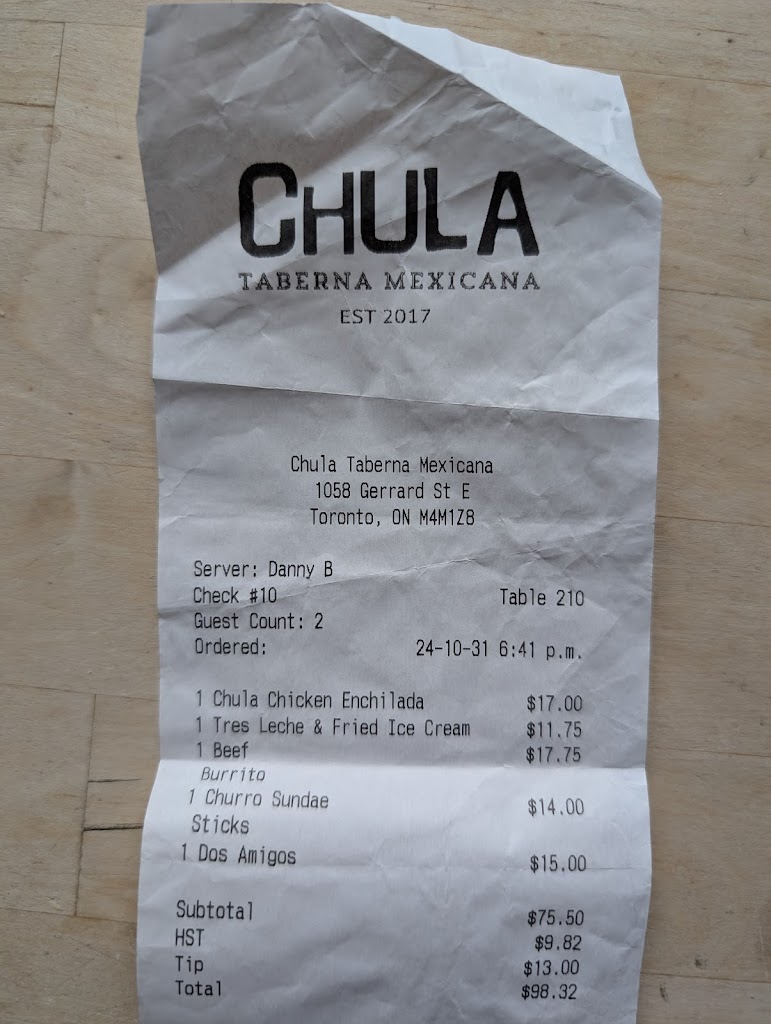 CHULA
TABERNA MEXICANA
EST 2017
Chula Taberna Mexicana
1058 Gerrard St E
Toronto, ON M4M1Z8
Server: Danny B
Check #10 Table 210
Guest Count: 2
Ordered: 24-10-31 6:41 p.m.
1 Chula Chicken Enchilada $17.00
1 Tres Leche & Fried Ice Cream $11.75
1 Beef $17.75
Burrito
1 Churro Sundae $14.00
Sticks
1 Dos Amigos $15.00
Subtotal $75.50
HST $9.82
Tip $13.00
Total $98.32